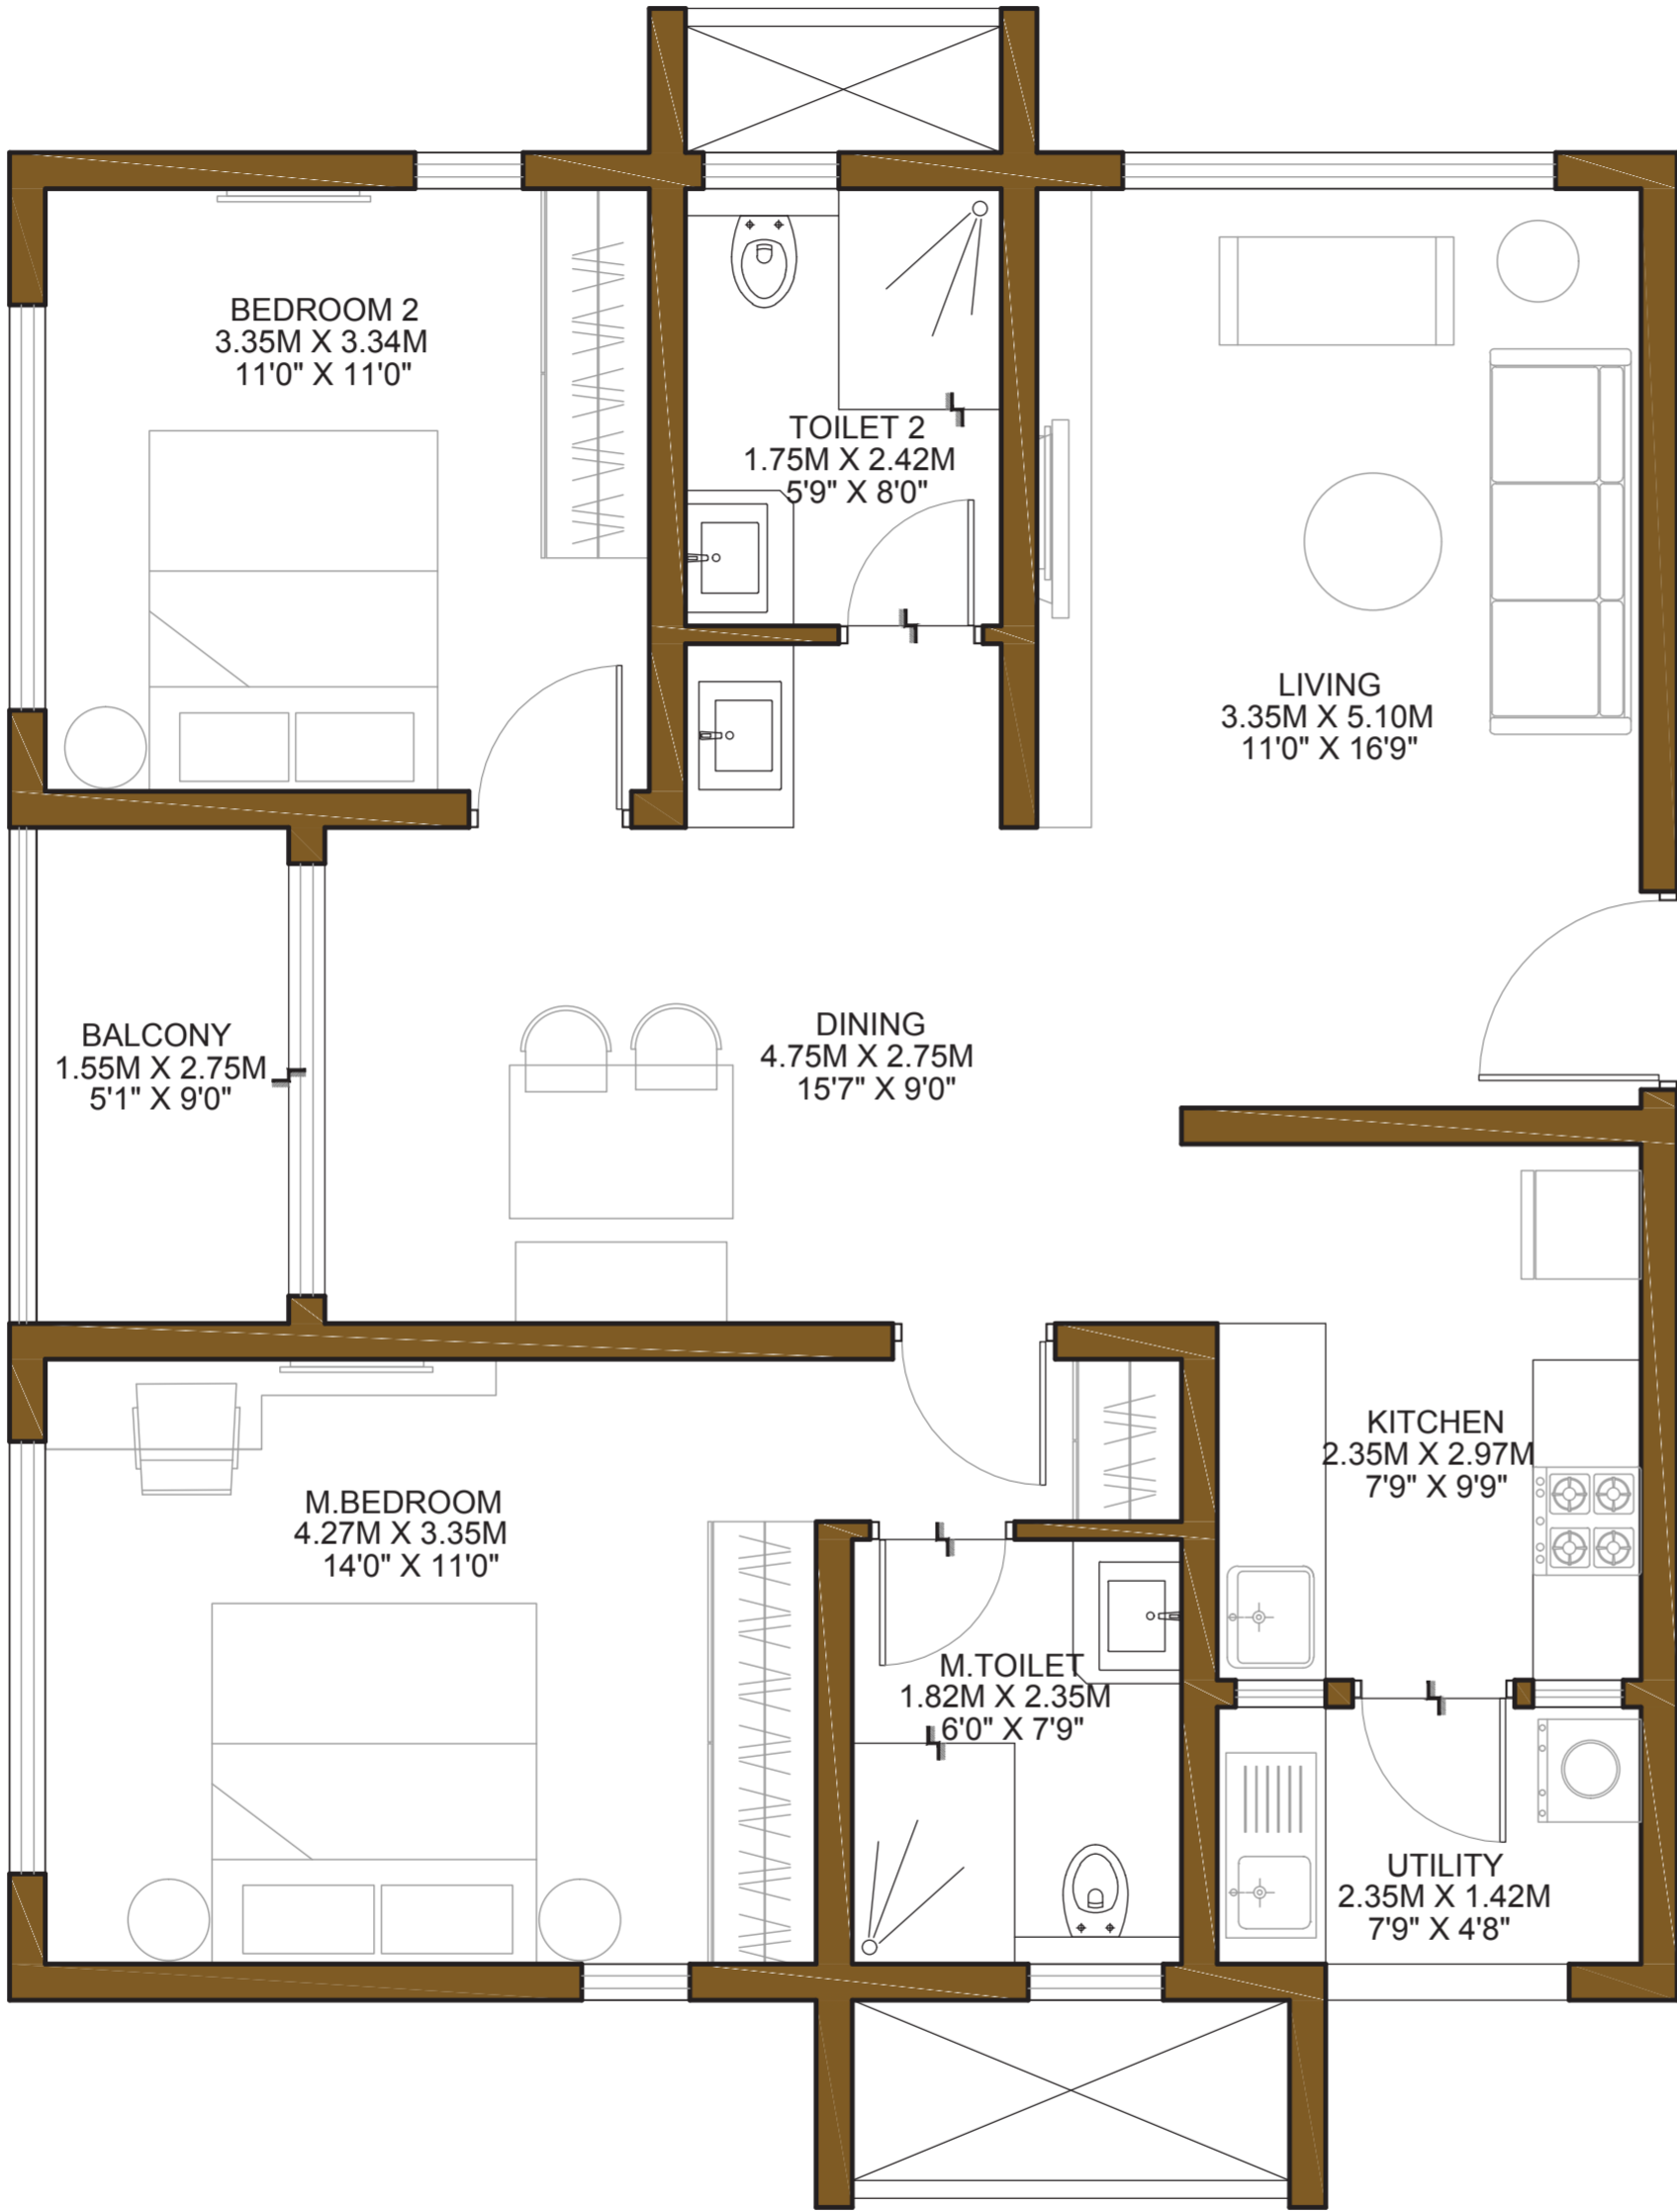 BEDROOM 2
3.35M X 3.34M
11'0" X 11'0"
TOILET 2
1.75M X 2.42M
5'9" X 8'0"
LIVING
3.35M X 5.10M
11'0" X 16'9"
BALCONY
1.55M X 2.75M
5'1" X 9'0"
DINING
4.75M X 2.75M
15'7" X 9'0"
KITCHEN
2.35M X 2.97M
7'9" X 9'9"
M.BEDROOM
4.27M X 3.35M
14'0" X 11'0"
M.TOILET
1.82M X 2.35M
6'0" X 7'9"
UTILITY
2.35M X 1.42M
7'9" X 4'8"